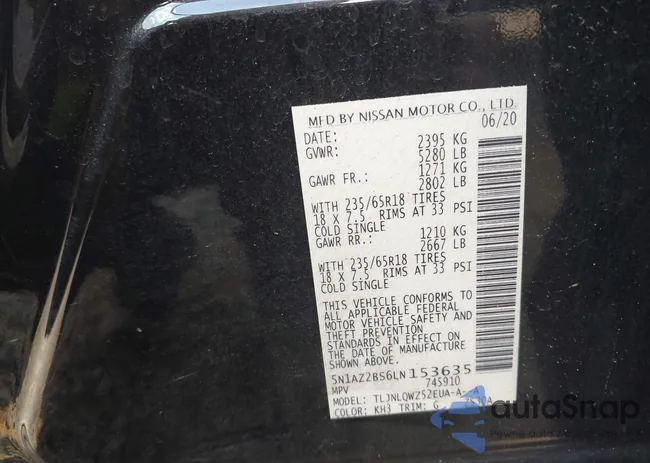 MFD BY NISSAN MOTOR CO., LTD.
DATE: 06/20
GVWR: 2395 KG
5280 LB
GAWR FR.: 1271 KG
2802 LB
WITH 235/65R18 TIRES
18 X 7.5 RIMS AT 33 PSI
COLD SINGLE
GAWR RR.: 1210 KG
2667 LB
WITH 235/65R18 TIRES
18 X 7.5 RIMS AT 33 PSI
COLD SINGLE
THIS VEHICLE CONFORMS TO
ALL APPLICABLE FEDERAL
MOTOR VEHICLE SAFETY AND
THEFT PREVENTION
STANDARDS IN EFFECT ON
THE DATE OF MANUFACTURE
SHOWN ABOVE.
5N1AZ2BS6LN153635
MPV 745910
MODEL: TLJNLQWZ52EUA-A-
COLOR: KH3 TRIM: G
autoSnap
Pewne auto